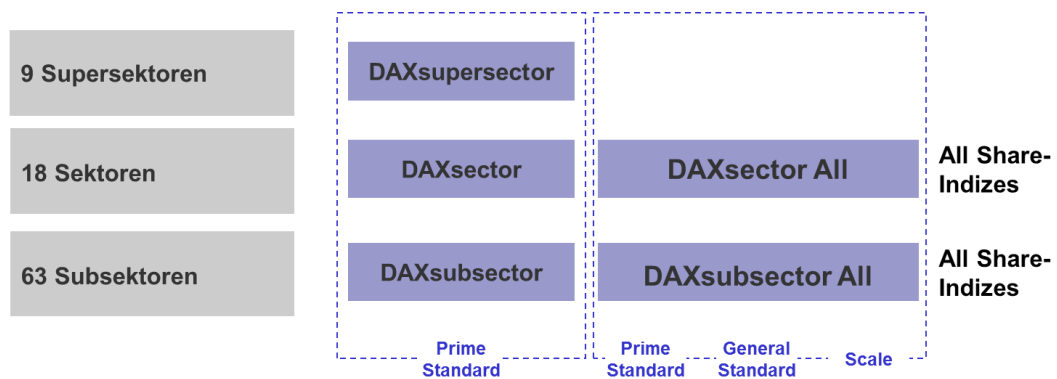 9 Supersektoren
DAXsupersector
18 Sektoren
DAXsector
DAXsector All
All Share-
Indizes
63 Subsektoren
DAXsubsector
DAXsubsector All
All Share-
Indizes
Prime
Standard
Prime
Standard
General
Standard
Scale